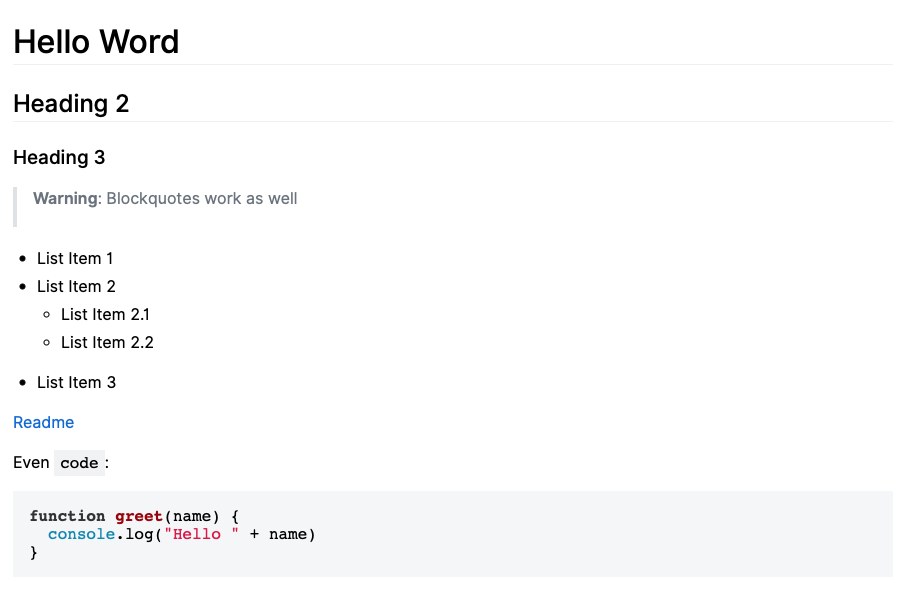 Hello Word
Heading 2
Heading 3
Warning: Blockquotes work as well
List Item 1
List Item 2
List Item 2.1
List Item 2.2
List Item 3
Readme
Even code :
function greet(name) {
  console.log("Hello " + name)
}